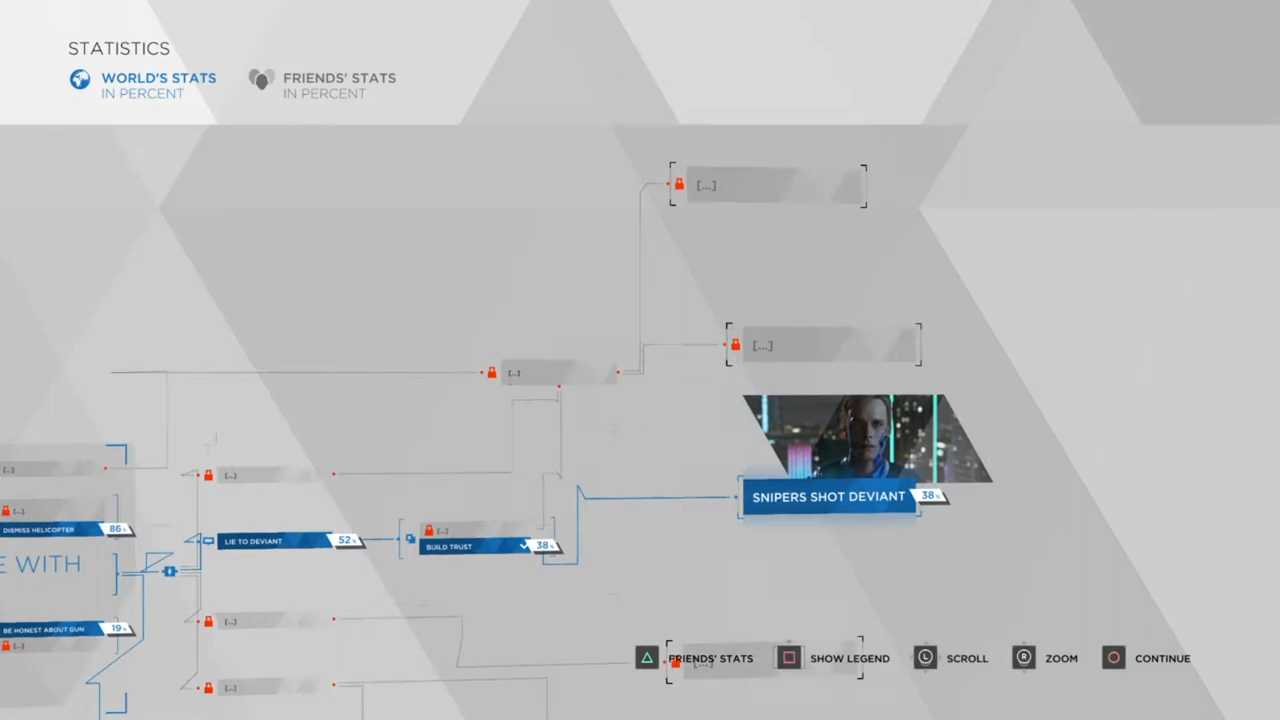 STATISTICS
WORLD'S STATS
IN PERCENT
FRIENDS' STATS
IN PERCENT
[...]
[...]
[...]
[...]
[...]
[...]
DISMISS HELICOPTER 86%
E WITH
BE HONEST ABOUT GUN 19%
[...]
LIE TO DEVIANT 52%
[...]
BUILD TRUST 38%
SNIPERS SHOT DEVIANT 38%
[...]
[...]
[...]
FRIENDS' STATS
SHOW LEGEND
L SCROLL
R ZOOM
CONTINUE